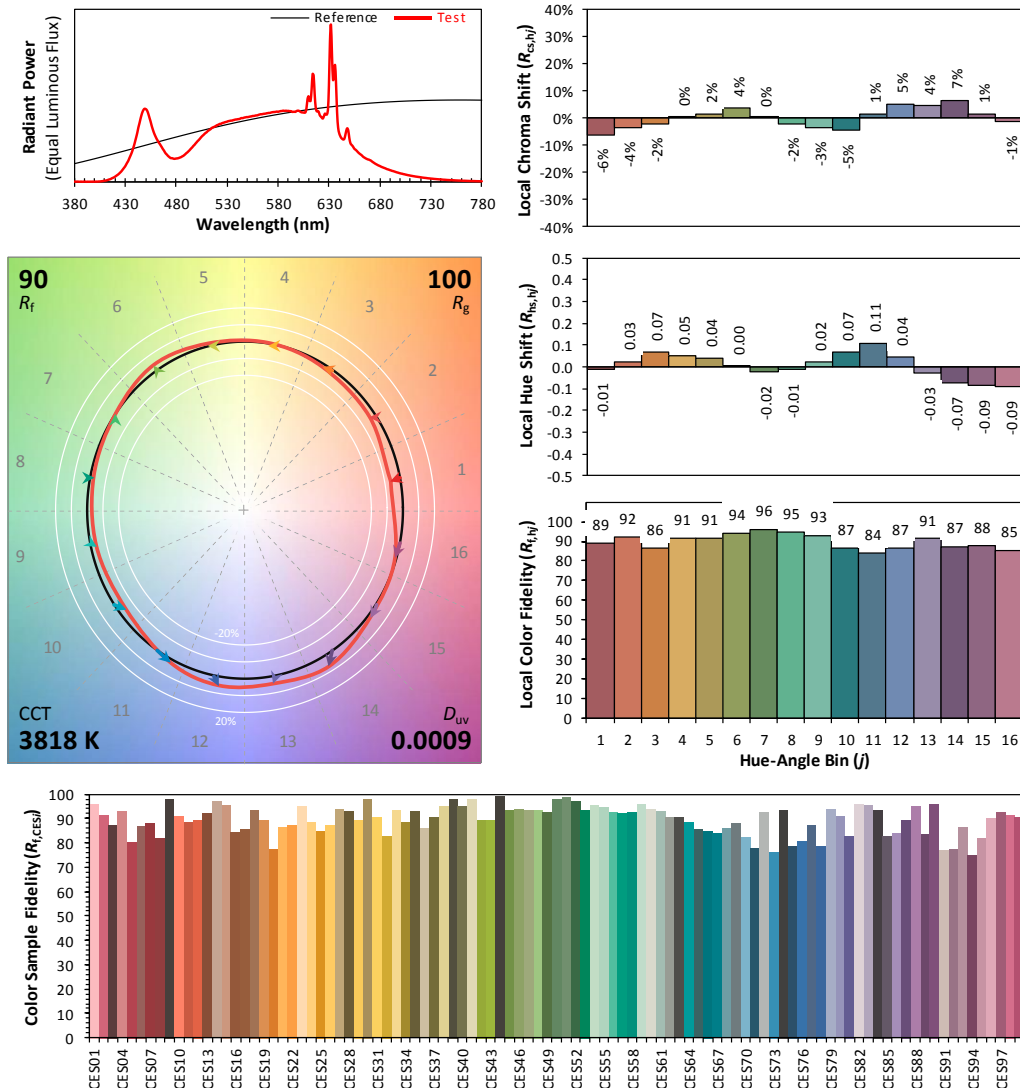 Radiant Power
(Equal Luminous Flux)
Reference
Test
380 430 480 530 580 630 680 730 780
Wavelength (nm)
Local Chroma Shift (Rcs,hj)
40%
30%
20%
10%
0%
-10%
-20%
-30%
-40%
-6% -4% -2% 0% 2% 4% 0% -2% -3% -5% 1% 5% 4% 7% 1% -1%
90
Rf
100
Rg
5 4
6 3
7 2
8 1
9 16
10 15
11 14
12 13
-20%
20%
CCT
3818 K
Duv
0.0009
Local Hue Shift (Rhs,hj)
0.5
0.4
0.3
0.2
0.1
0.0
-0.1
-0.2
-0.3
-0.4
-0.5
-0.01 0.03 0.07 0.05 0.04 0.00 -0.02 -0.01 0.02 0.07 0.11 0.04 -0.03 -0.07 -0.09 -0.09
Local Color Fidelity (Rf,hj)
100
90
80
70
60
50
40
30
20
10
0
89 92 86 91 91 94 96 95 93 87 84 87 91 87 88 85
1 2 3 4 5 6 7 8 9 10 11 12 13 14 15 16
Hue-Angle Bin (j)
Color Sample Fidelity (Rf,CESi)
100
90
80
70
60
50
40
30
20
10
0
CES01 CES04 CES07 CES10 CES13 CES16 CES19 CES22 CES25 CES28 CES31 CES34 CES37 CES40 CES43 CES46 CES49 CES52 CES55 CES58 CES61 CES64 CES67 CES70 CES73 CES76 CES79 CES82 CES85 CES88 CES91 CES94 CES97